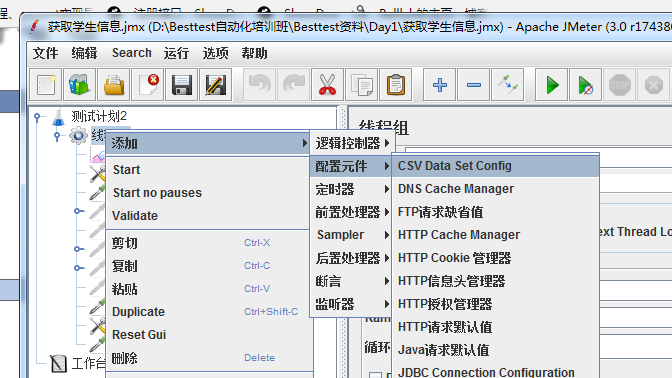 获取学生信息.jmx (D:\Besttest自动化培训班\Besttest资料\Day1\获取学生信息.jmx) - Apache JMeter (3.0 r174380
文件 编辑 Search 运行 选项 帮助
测试计划2
线程组
添加
逻辑控制器
配置元件
CSV Data Set Config
Start
定时器
DNS Cache Manager
Start no pauses
前置处理器
FTP请求缺省值
Validate
Sampler
HTTP Cache Manager
ext Thread Lo
剪切 Ctrl-X
后置处理器
HTTP Cookie 管理器
复制 Ctrl-C
断言
HTTP信息头管理器
粘贴 Ctrl-V
监听器
HTTP授权管理器
Duplicate Ctrl+Shift-C
HTTP请求默认值
Reset Gui
循环
Java请求默认值
删除 Delete
工作台
JDBC Connection Configuration